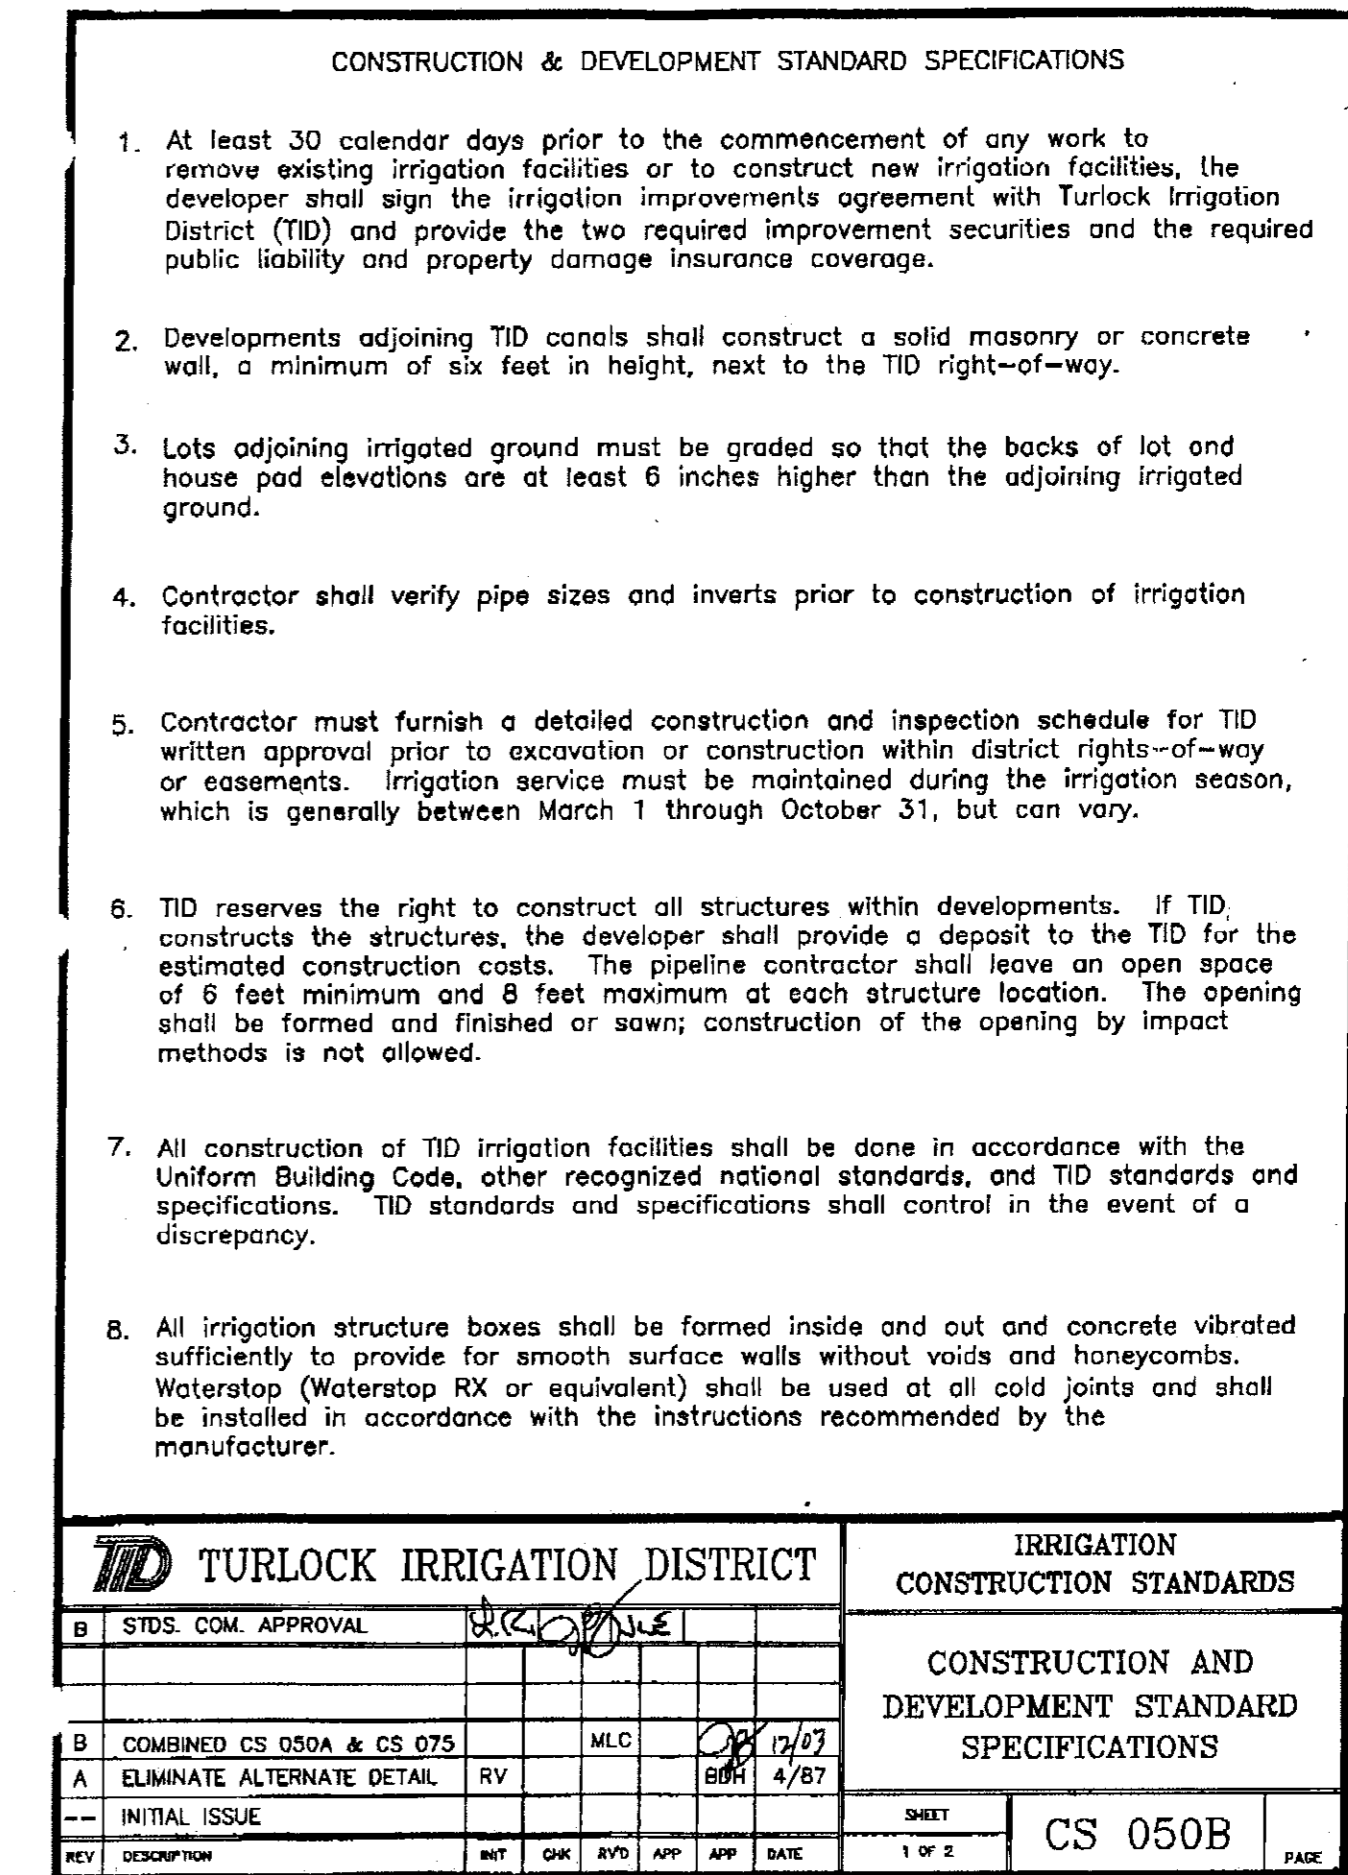 CONSTRUCTION & DEVELOPMENT STANDARD SPECIFICATIONS
1. At least 30 calendar days prior to the commencement of any work to
remove existing irrigation facilities or to construct new irrigation facilities, the
developer shall sign the irrigation improvements agreement with Turlock Irrigation
District (TID) and provide the two required improvement securities and the required
public liability and property damage insurance coverage.
2. Developments adjoining TID canals shall construct a solid masonry or concrete
wall, a minimum of six feet in height, next to the TID right-of-way.
3. Lots adjoining irrigated ground must be graded so that the backs of lot and
house pad elevations are at least 6 inches higher than the adjoining irrigated
ground.
4. Contractor shall verify pipe sizes and inverts prior to construction of irrigation
facilities.
5. Contractor must furnish a detailed construction and inspection schedule for TID
written approval prior to excavation or construction within district rights-of-way
or easements. Irrigation service must be maintained during the irrigation season,
which is generally between March 1 through October 31, but can vary.
6. TID reserves the right to construct all structures within developments. If TID
constructs the structures, the developer shall provide a deposit to the TID for the
estimated construction costs. The pipeline contractor shall leave an open space
of 6 feet minimum and 8 feet maximum at each structure location. The opening
shall be formed and finished or sawn; construction of the opening by impact
methods is not allowed.
7. All construction of TID irrigation facilities shall be done in accordance with the
Uniform Building Code, other recognized national standards, and TID standards and
specifications. TID standards and specifications shall control in the event of a
discrepancy.
8. All irrigation structure boxes shall be formed inside and out and concrete vibrated
sufficiently to provide for smooth surface walls without voids and honeycombs.
Waterstop (Waterstop RX or equivalent) shall be used at all cold joints and shall
be installed in accordance with the instructions recommended by the
manufacturer.
TID TURLOCK IRRIGATION DISTRICT
B STDS. COM. APPROVAL
B COMBINED CS 050A & CS 075 MLC 12/03
A ELIMINATE ALTERNATE DETAIL RV BDH 4/87
-- INITIAL ISSUE
REV DESCRIPTION INIT CHK RV'D APP APP DATE
IRRIGATION
CONSTRUCTION STANDARDS
CONSTRUCTION AND
DEVELOPMENT STANDARD
SPECIFICATIONS
SHEET
1 OF 2
CS 050B
PAGE